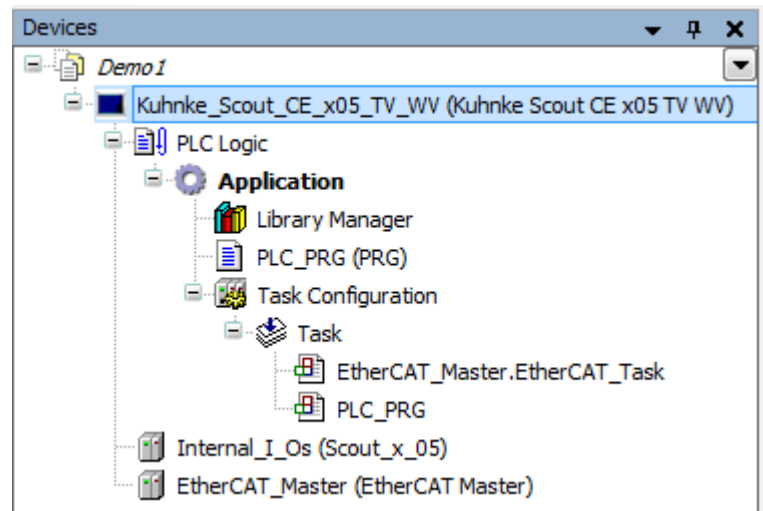 Devices
Demo1
Kuhnke_Scout_CE_x05_TV_WV (Kuhnke Scout CE x05 TV WV)
PLC Logic
Application
Library Manager
PLC_PRG (PRG)
Task Configuration
Task
EtherCAT_Master.EtherCAT_Task
PLC_PRG
Internal_I_Os (Scout_x_05)
EtherCAT_Master (EtherCAT Master)